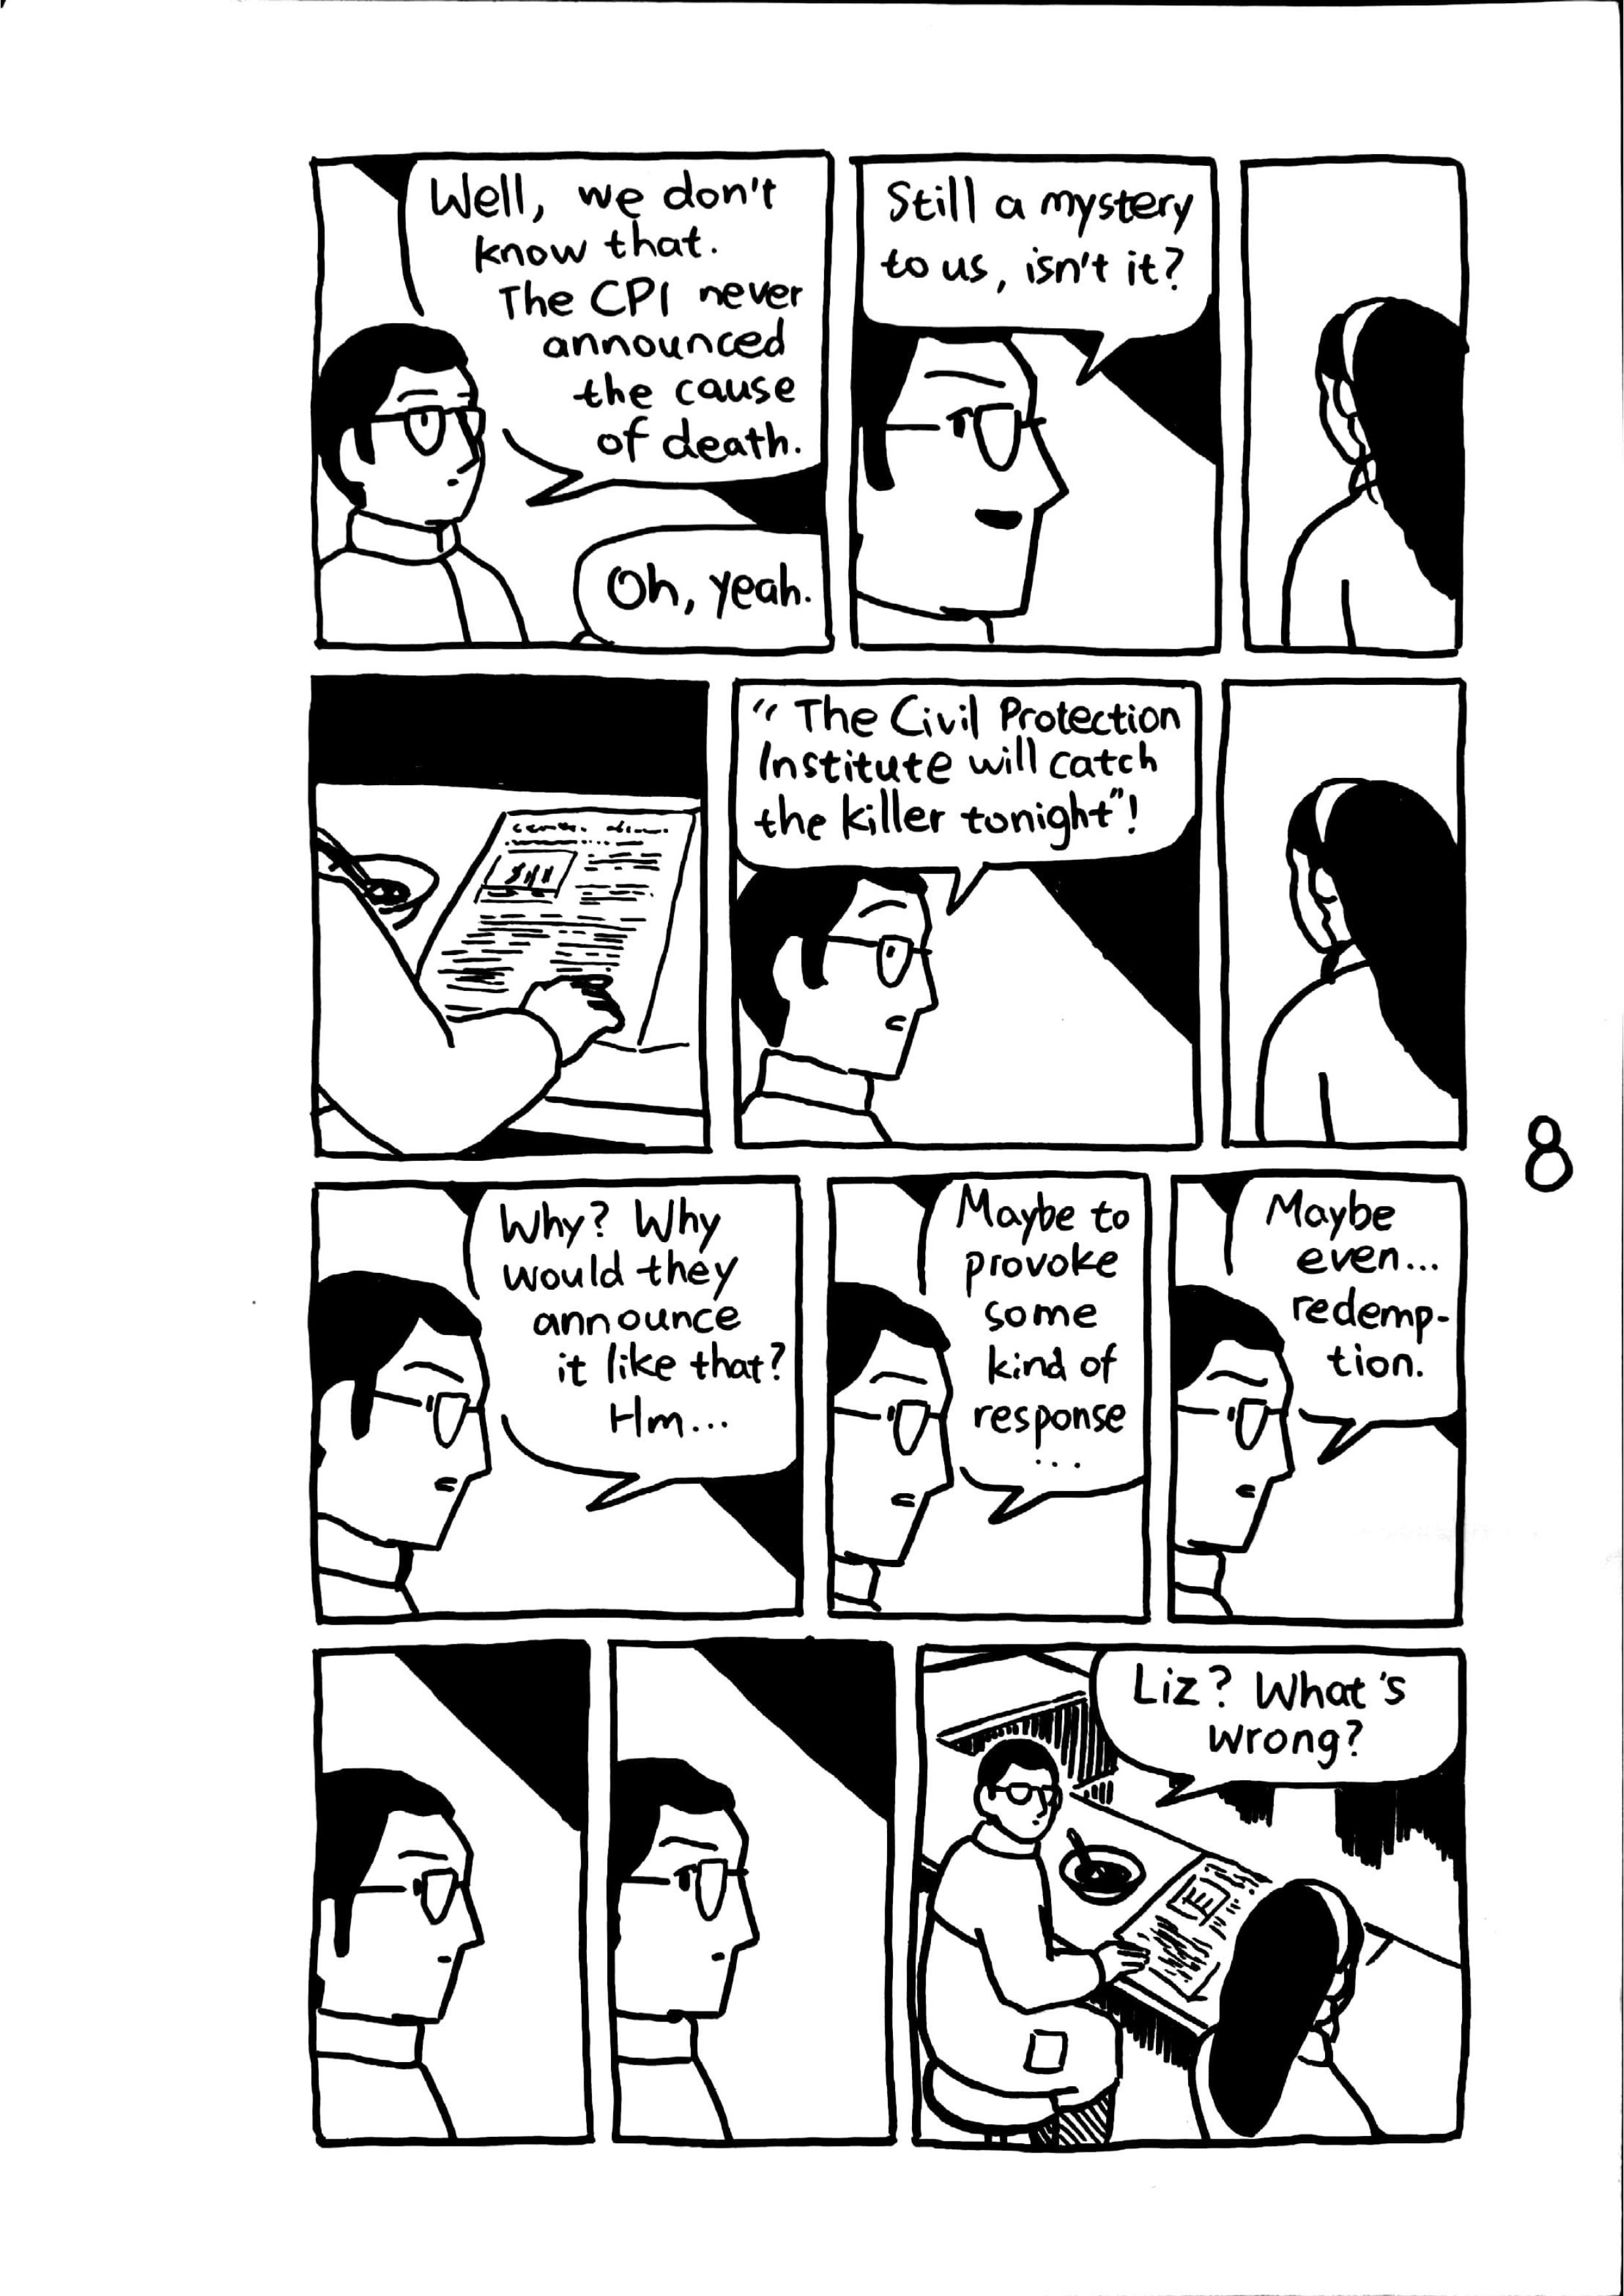 Well, we don't
know that.
The CPI never
announced
the cause
of death.
Oh, yeah.
Still a mystery
to us, isn't it?
“The Civil Protection
Institute will catch
the killer tonight”!
Why? Why
would they
announce
it like that?
Hm...
Maybe to
provoke
some
kind of
response
...
Maybe
even...
redemp-
tion.
Liz? What's
wrong?
8